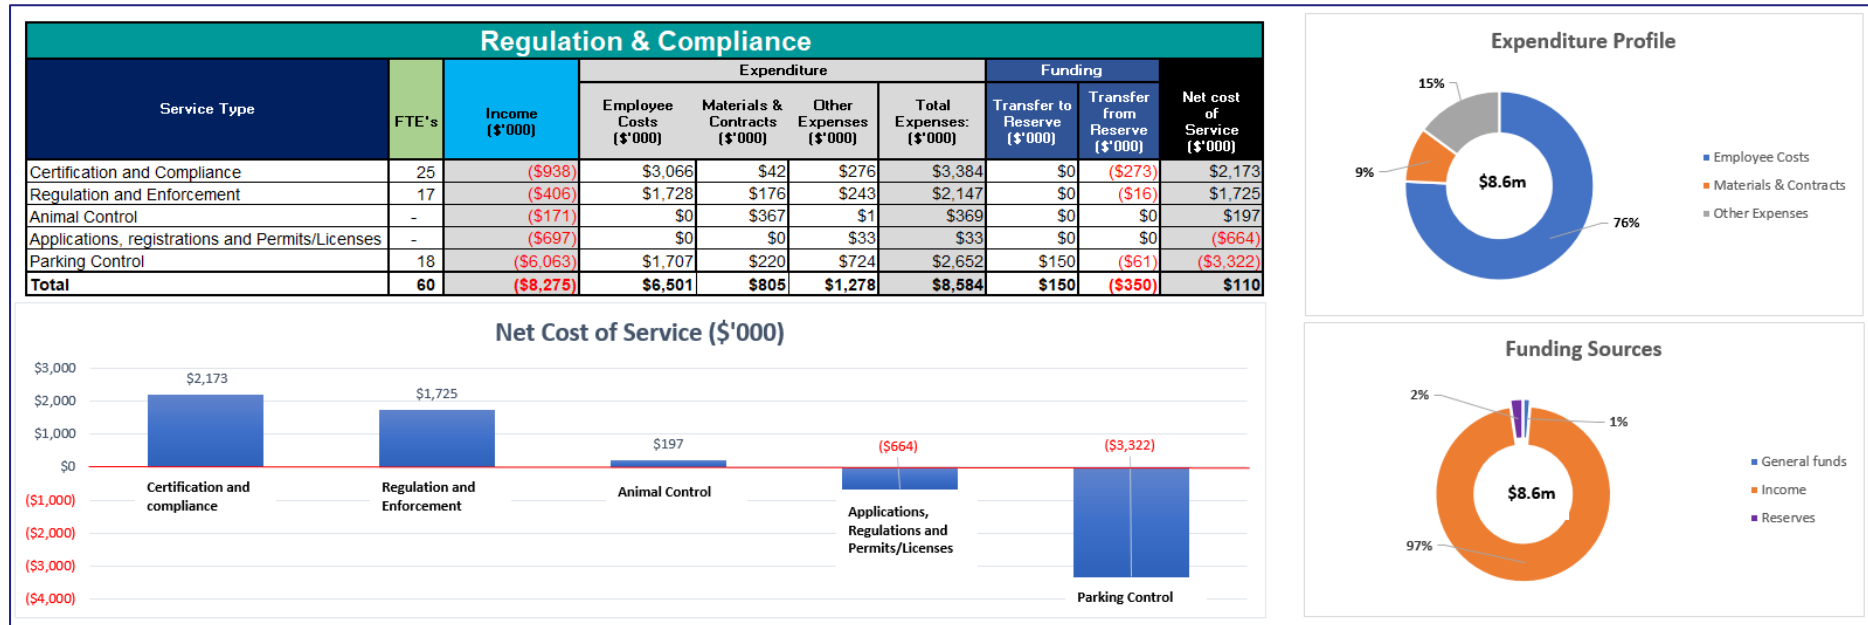 Regulation & Compliance
Service Type
FTE's
Income
($'000)
Expenditure
Employee
Costs
($'000)
Materials &
Contracts
($'000)
Other
Expenses
($'000)
Total
Expenses:
($'000)
Funding
Transfer to
Reserve
($'000)
Transfer
from
Reserve
($'000)
Net cost
of
Service
($'000)
Certification and Compliance 25 ($938) $3,066 $42 $276 $3,384 $0 ($273) $2,173
Regulation and Enforcement 17 ($406) $1,728 $176 $243 $2,147 $0 ($16) $1,725
Animal Control - ($171) $0 $367 $1 $369 $0 $0 $197
Applications, registrations and Permits/Licenses - ($697) $0 $0 $33 $33 $0 $0 ($664)
Parking Control 18 ($6,063) $1,707 $220 $724 $2,652 $150 ($61) ($3,322)
Total 60 ($8,275) $6,501 $805 $1,278 $8,584 $150 ($350) $110
Net Cost of Service ($'000)
$3,000
$2,000
$1,000
$0
($1,000)
($2,000)
($3,000)
($4,000)
$2,173
$1,725
$197
($664)
($3,322)
Certification and
compliance
Regulation and
Enforcement
Animal Control
Applications,
Regulations and
Permits/Licenses
Parking Control
Expenditure Profile
15%
9%
76%
$8.6m
Employee Costs
Materials & Contracts
Other Expenses
Funding Sources
2%
1%
97%
$8.6m
General funds
Income
Reserves